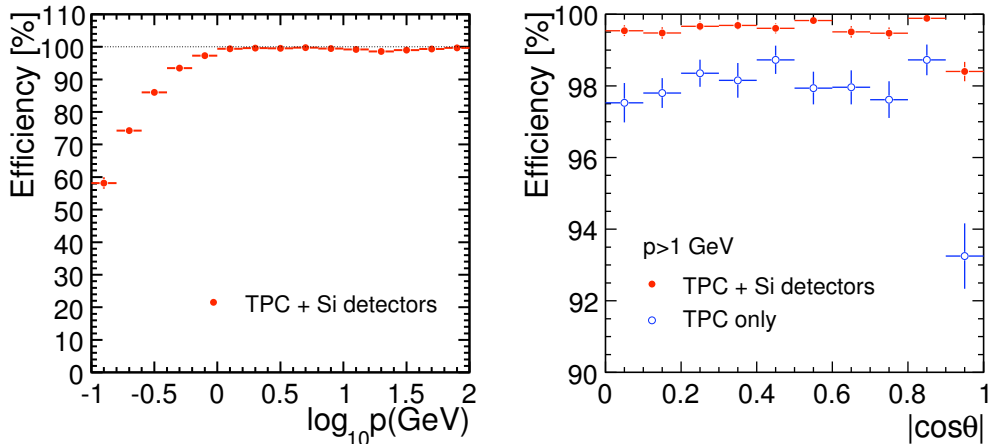 Efficiency [%]
100
90
80
70
60
50
40
30
20
10
0
TPC + Si detectors
-1 -0.5 0 0.5 1 1.5 2
log10p(GeV)
Efficiency [%]
100
98
96
94
92
90
p>1 GeV
TPC + Si detectors
TPC only
0 0.2 0.4 0.6 0.8 1
|cosθ|